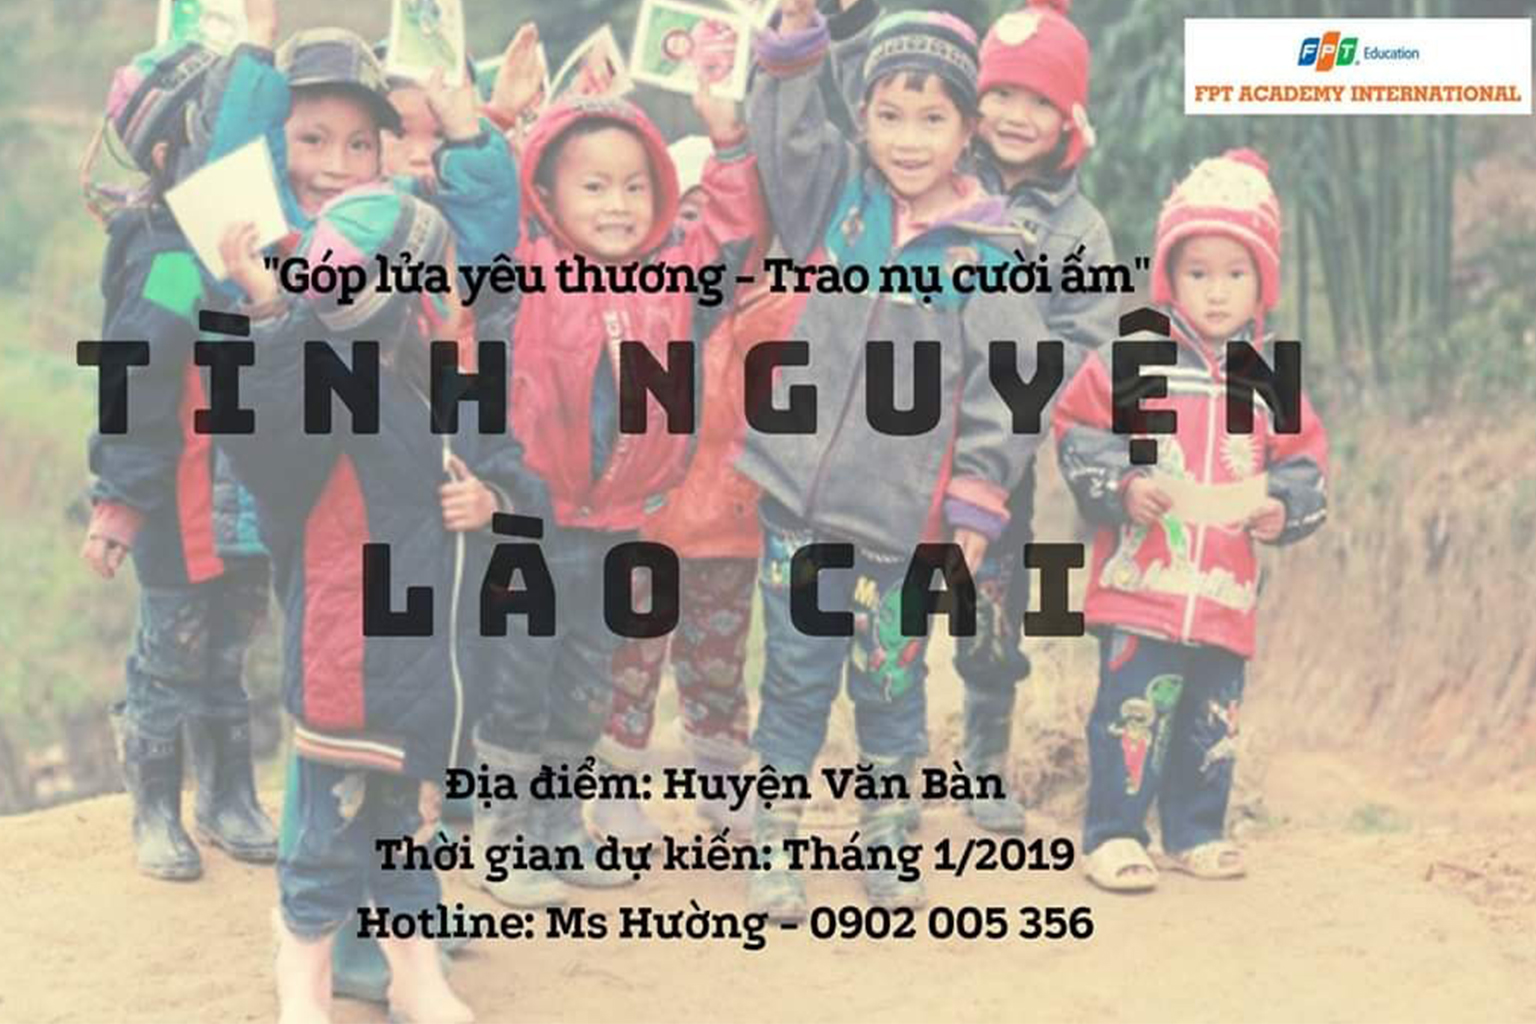 FPT Education
FPT ACADEMY INTERNATIONAL
"Góp lửa yêu thương - Trao nụ cười ấm"
TÌNH NGUYỆN
LÀO CAI
Địa điểm: Huyện Văn Bàn
Thời gian dự kiến: Tháng 1/2019
Hotline: Ms Hường - 0902 005 356